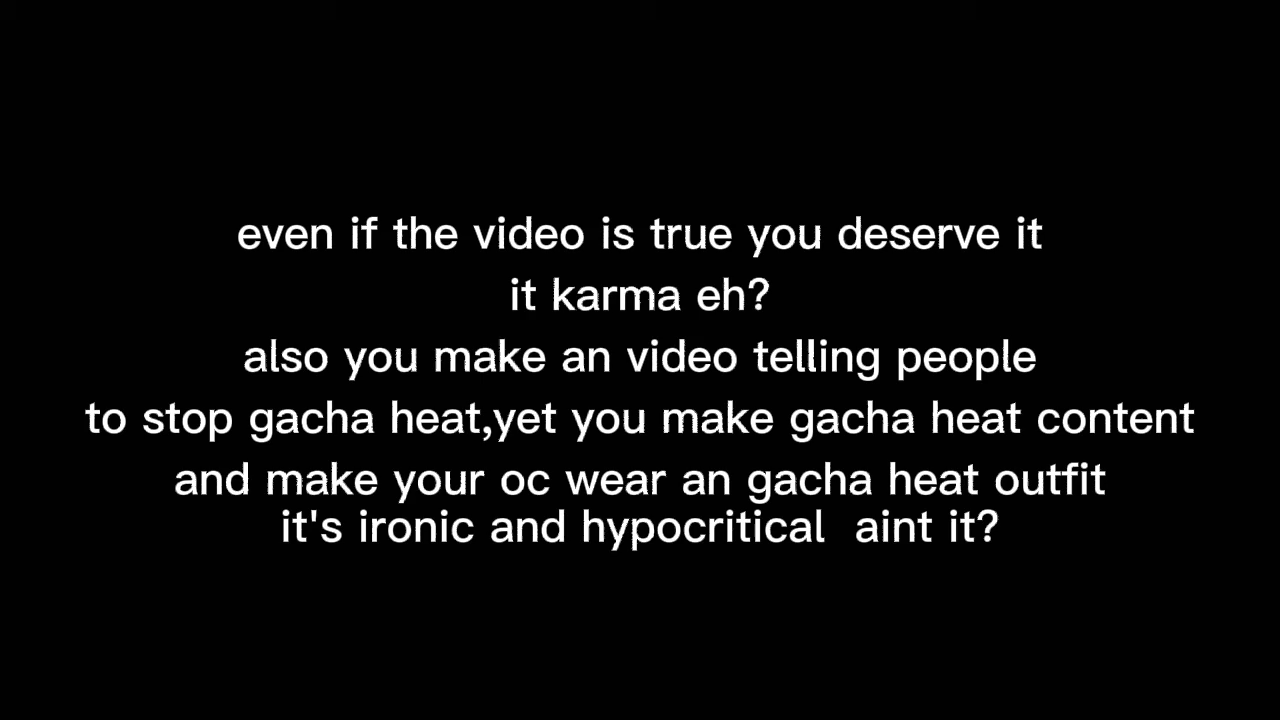 even if the video is true you deserve it
it karma eh?
also you make an video telling people
to stop gacha heat,yet you make gacha heat content
and make your oc wear an gacha heat outfit
it's ironic and hypocritical  aint it?